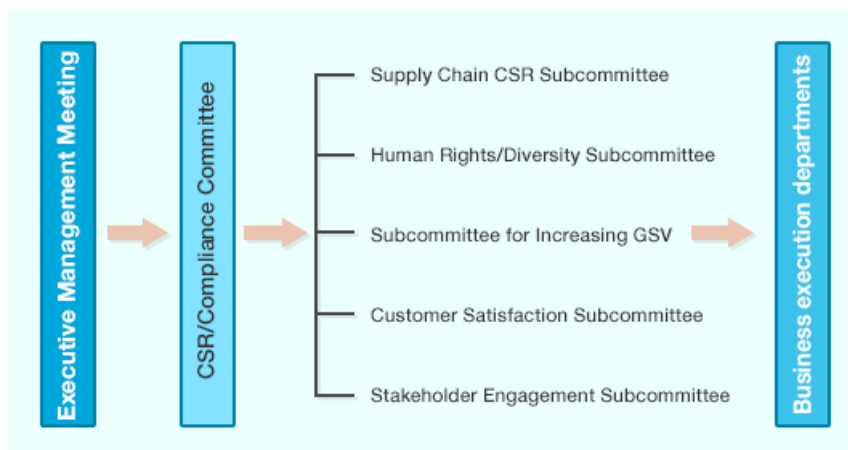 Executive Management Meeting
CSR/Compliance Committee
Supply Chain CSR Subcommittee
Human Rights/Diversity Subcommittee
Subcommittee for Increasing GSV
Customer Satisfaction Subcommittee
Stakeholder Engagement Subcommittee
Business execution departments